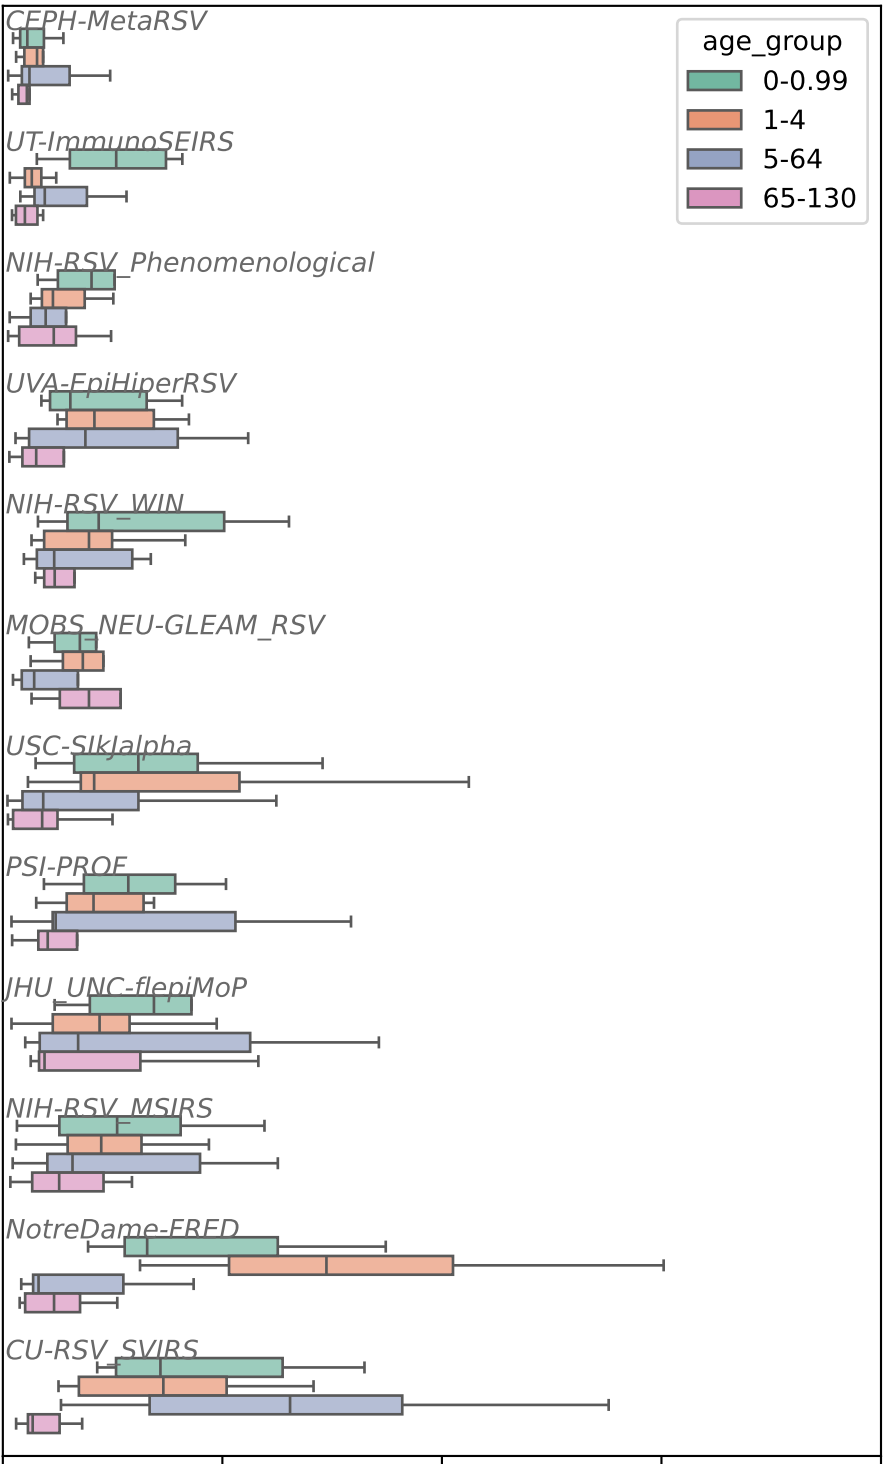 CEPH-MetaRSV
age_group
0-0.99
1-4
5-64
65-130
UT-ImmunoSEIRS
NIH-RSV_Phenomenological
UVA-EpiHiperRSV
NIH-RSV_WIN
MOBS_NEU-GLEAM_RSV
USC-SIkJalpha
PSI-PROF
JHU_UNC-flepiMoP
NIH-RSV_MSIRS
NotreDame-FRED
CU-RSV_SVIRS